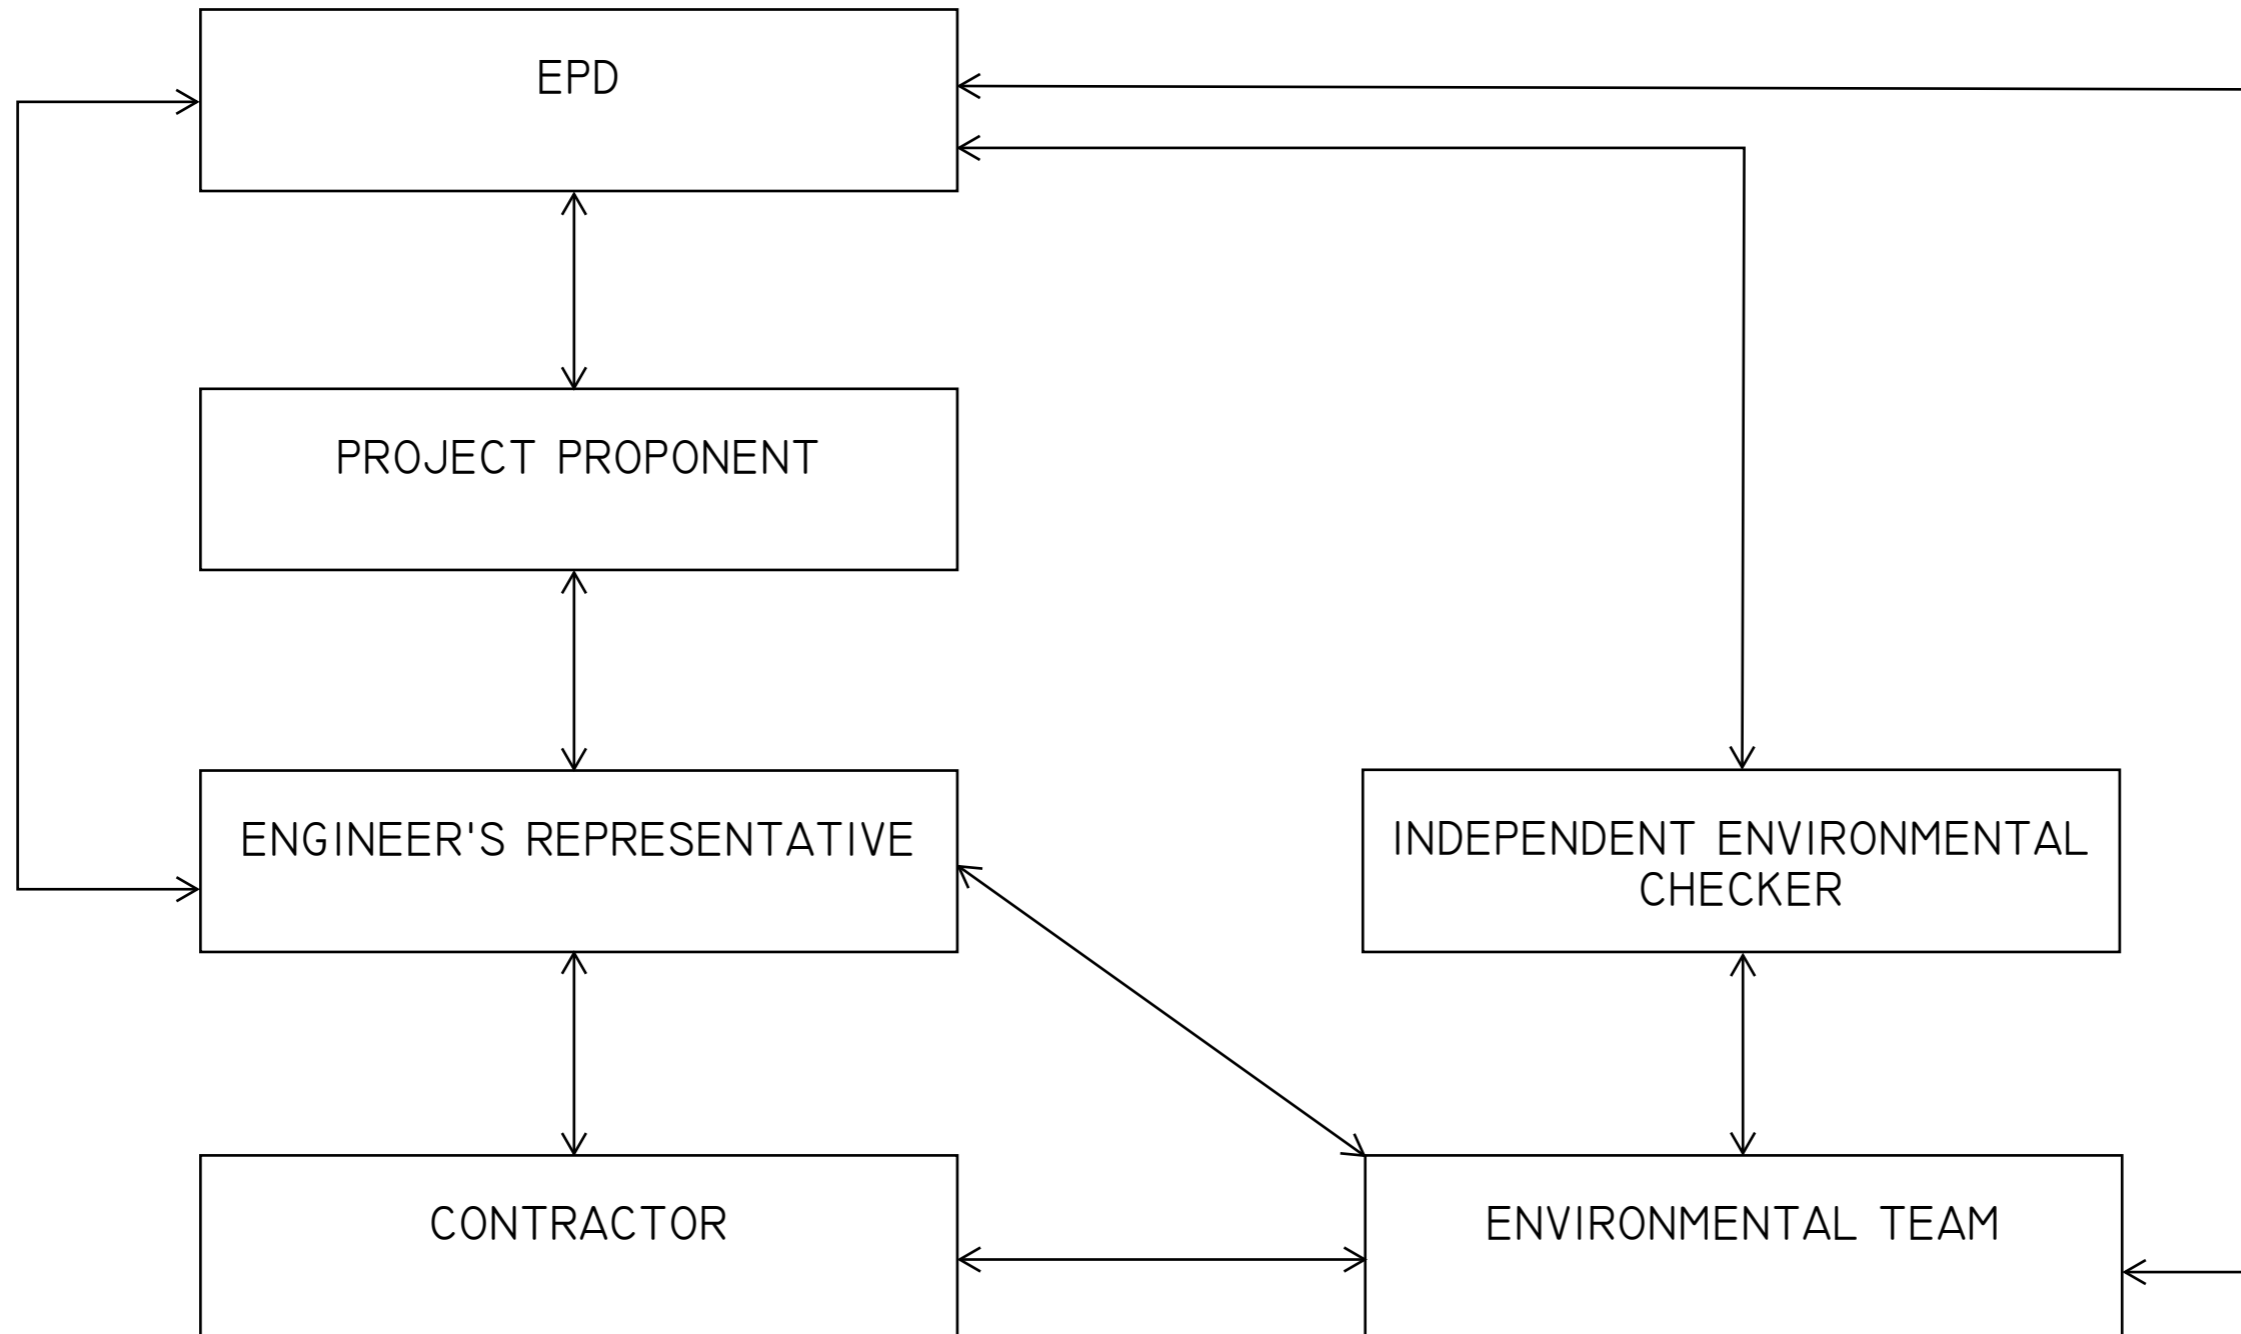 EPD
PROJECT PROPONENT
ENGINEER'S REPRESENTATIVE
INDEPENDENT ENVIRONMENTAL
CHECKER
CONTRACTOR
ENVIRONMENTAL TEAM